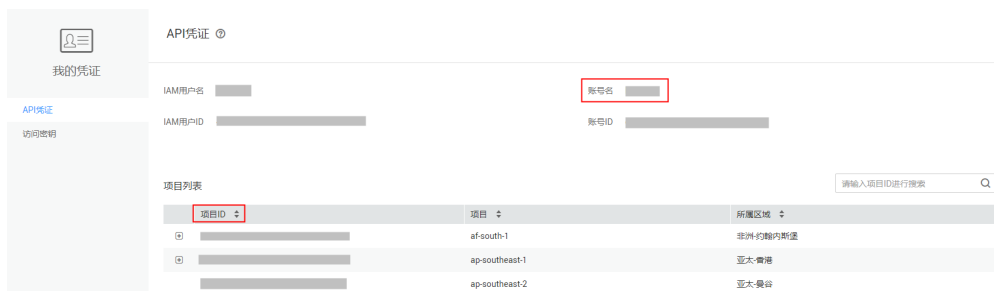 API凭证
我的凭证
API凭证
访问密钥
IAM用户名
账号名
IAM用户ID
账号ID
项目列表
请输入项目ID进行搜索
项目ID 项目 所属区域
af-south-1 非洲-约翰内斯堡
ap-southeast-1 亚太-香港
ap-southeast-2 亚太-曼谷